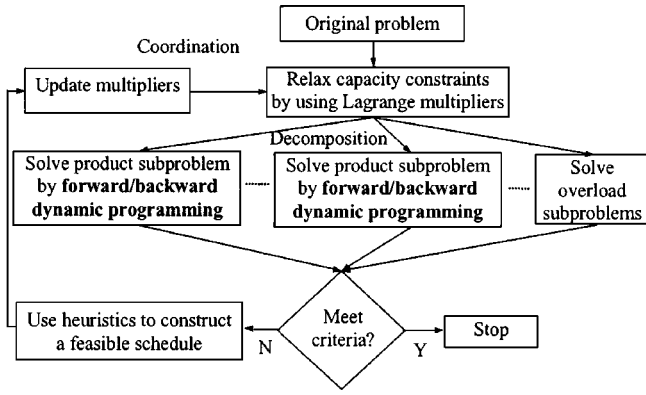 Original problem
Coordination
Update multipliers
Relax capacity constraints
by using Lagrange multipliers
Decomposition
Solve product subproblem
by forward/backward
dynamic programming
Solve product subproblem
by forward/backward
dynamic programming
Solve
overload
subproblems
Use heuristics to construct
a feasible schedule
N
Meet
criteria?
Y
Stop